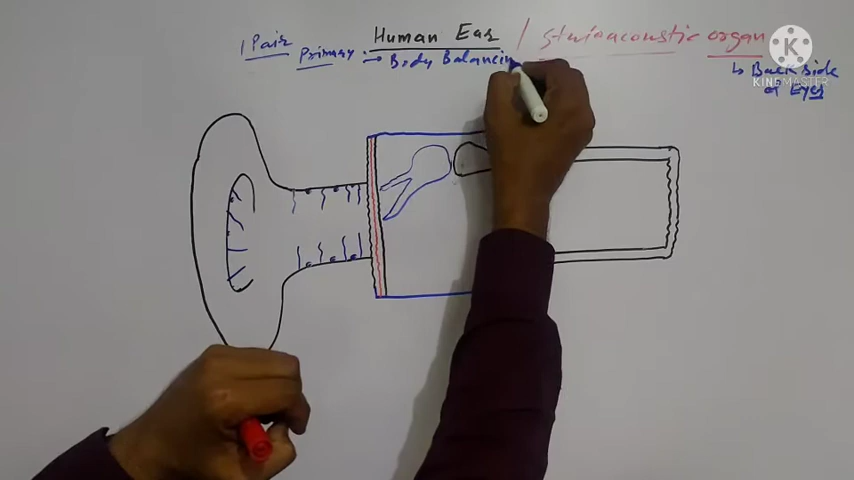 1 Pair
Primary .
Human Ear / Statoacoustic organ
→ Body Balancin
↳ Back side
of Eyes
K
KINEMASTER